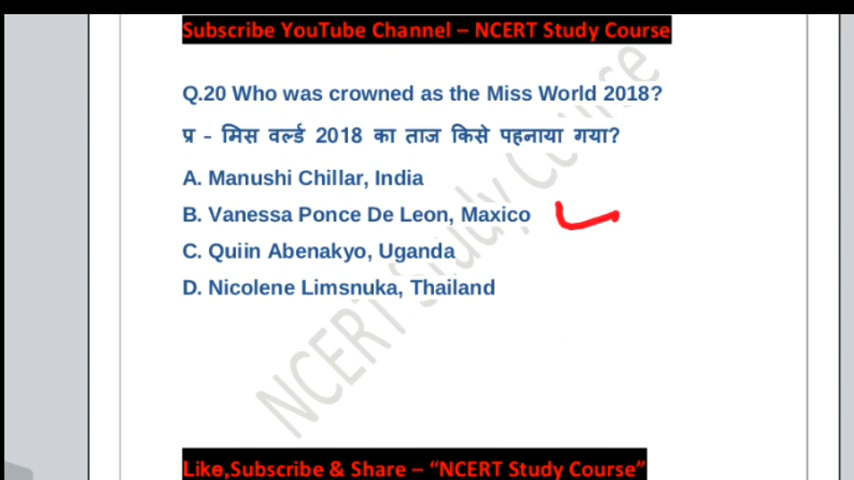 Subscribe YouTube Channel – NCERT Study Course
Q.20 Who was crowned as the Miss World 2018?
प्र - मिस वर्ल्ड 2018 का ताज किसे पहनाया गया?
A. Manushi Chillar, India
B. Vanessa Ponce De Leon, Maxico
C. Quiin Abenakyo, Uganda
D. Nicolene Limsnuka, Thailand
NCERT Study Course
Like,Subscribe & Share – “NCERT Study Course”